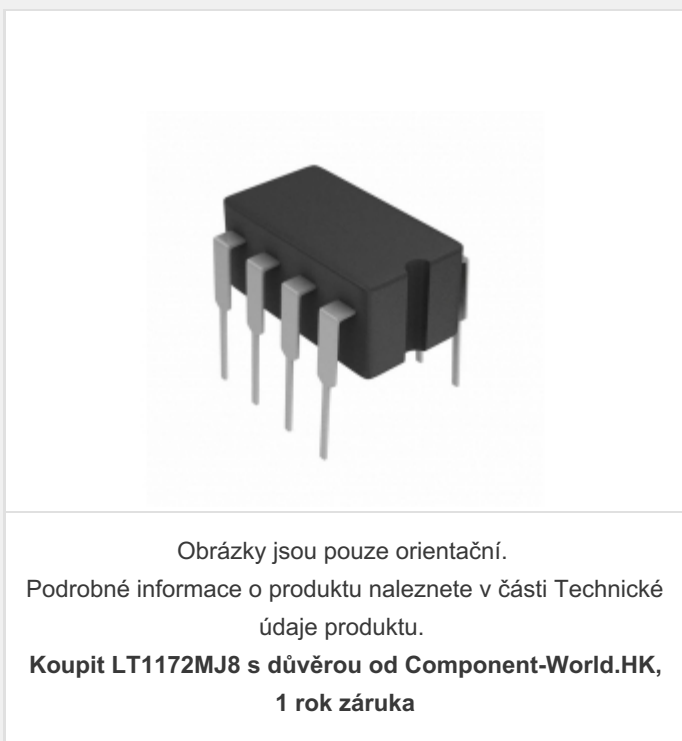 Obrázky jsou pouze orientační.
Podrobné informace o produktu naleznete v části Technické
údaje produktu.
Koupit LT1172MJ8 s důvěrou od Component-World.HK,
1 rok záruka